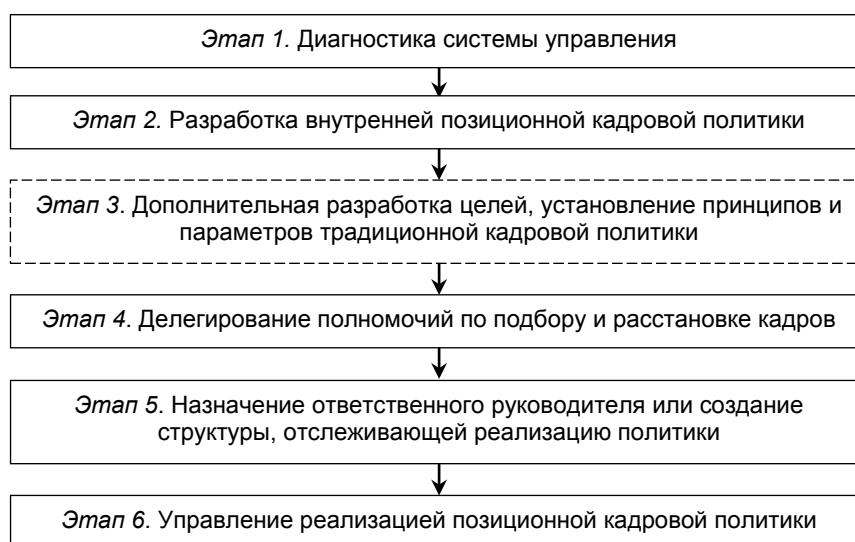 Этап 1. Диагностика системы управления
Этап 2. Разработка внутренней позиционной кадровой политики
Этап 3. Дополнительная разработка целей, установление принципов и
параметров традиционной кадровой политики
Этап 4. Делегирование полномочий по подбору и расстановке кадров
Этап 5. Назначение ответственного руководителя или создание
структуры, отслеживающей реализацию политики
Этап 6. Управление реализацией позиционной кадровой политики